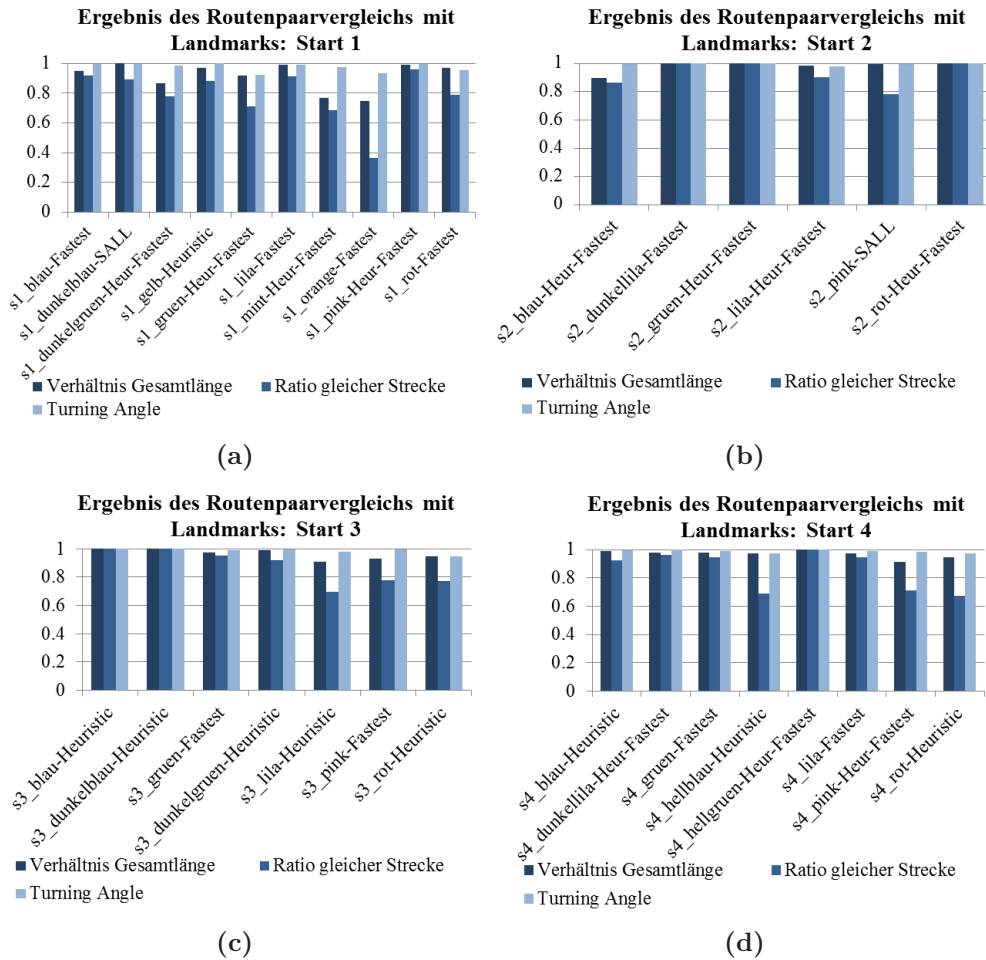 Ergebnis des Routenpaarvergleichs mit
Landmarks: Start 1
1
0.8
0.6
0.4
0.2
0
s1_blau-Fastest
s1_dunkelblau-SALL
s1_dunkelgruen-Heur-Fastest
s1_gelb-Heuristic
s1_gruen-Heur-Fastest
s1_lila-Fastest
s1_mint-Heur-Fastest
s1_orange-Fastest
s1_pink-Heur-Fastest
s1_rot-Fastest
Verhältnis Gesamtlänge
Ratio gleicher Strecke
Turning Angle
(a)
Ergebnis des Routenpaarvergleichs mit
Landmarks: Start 2
1
0.8
0.6
0.4
0.2
0
s2_blau-Heur-Fastest
s2_dunkellila-Fastest
s2_gruen-Heur-Fastest
s2_lila-Heur-Fastest
s2_pink-SALL
s2_rot-Heur-Fastest
Verhältnis Gesamtlänge
Ratio gleicher Strecke
Turning Angle
(b)
Ergebnis des Routenpaarvergleichs mit
Landmarks: Start 3
1
0.8
0.6
0.4
0.2
0
s3_blau-Heuristic
s3_dunkelblau-Heuristic
s3_gruen-Fastest
s3_dunkelgruen-Heuristic
s3_lila-Heuristic
s3_pink-Fastest
s3_rot-Heuristic
Verhältnis Gesamtlänge
Ratio gleicher Strecke
Turning Angle
(c)
Ergebnis des Routenpaarvergleichs mit
Landmarks: Start 4
1
0.8
0.6
0.4
0.2
0
s4_blau-Heuristic
s4_dunkellila-Heur-Fastest
s4_gruen-Fastest
s4_hellblau-Heuristic
s4_hellgruen-Heur-Fastest
s4_lila-Fastest
s4_pink-Heur-Fastest
s4_rot-Heuristic
Verhältnis Gesamtlänge
Ratio gleicher Strecke
Turning Angle
(d)